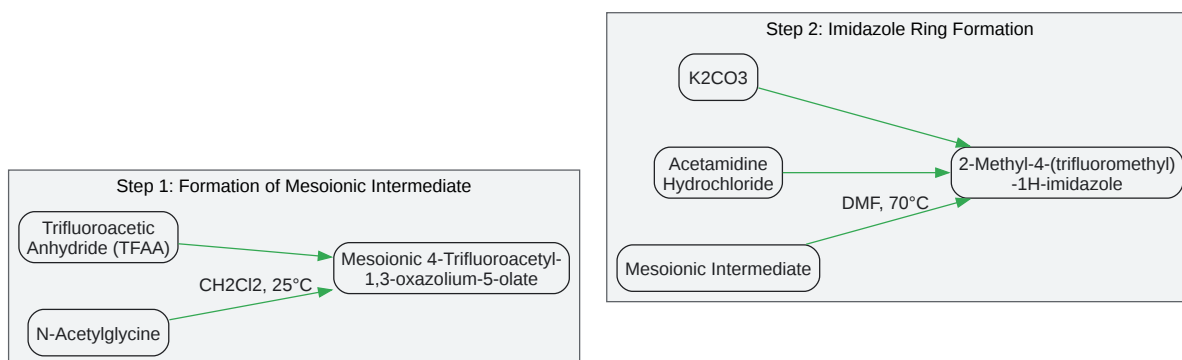 Step 1: Formation of Mesoionic Intermediate
Trifluoroacetic
Anhydride (TFAA)
Mesoionic 4-Trifluoroacetyl-
1,3-oxazolium-5-olate
CH2Cl2, 25°C
N-Acetylglycine
Step 2: Imidazole Ring Formation
K2CO3
Acetamidine
Hydrochloride
2-Methyl-4-(trifluoromethyl)
-1H-imidazole
DMF, 70°C
Mesoionic Intermediate